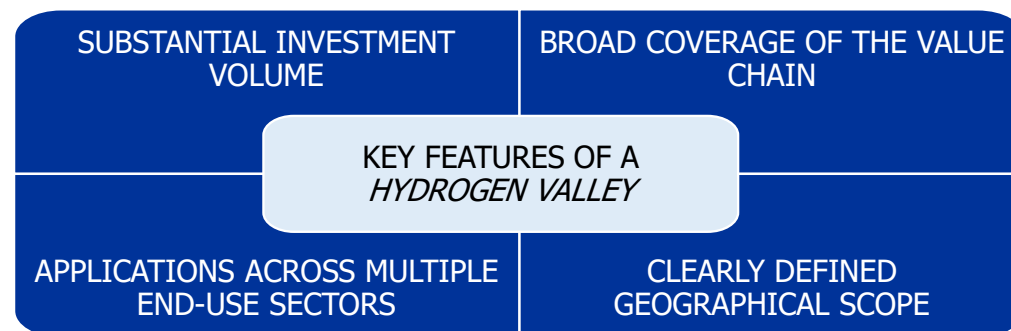 SUBSTANTIAL INVESTMENT
VOLUME
BROAD COVERAGE OF THE VALUE
CHAIN
KEY FEATURES OF A
HYDROGEN VALLEY
APPLICATIONS ACROSS MULTIPLE
END-USE SECTORS
CLEARLY DEFINED
GEOGRAPHICAL SCOPE